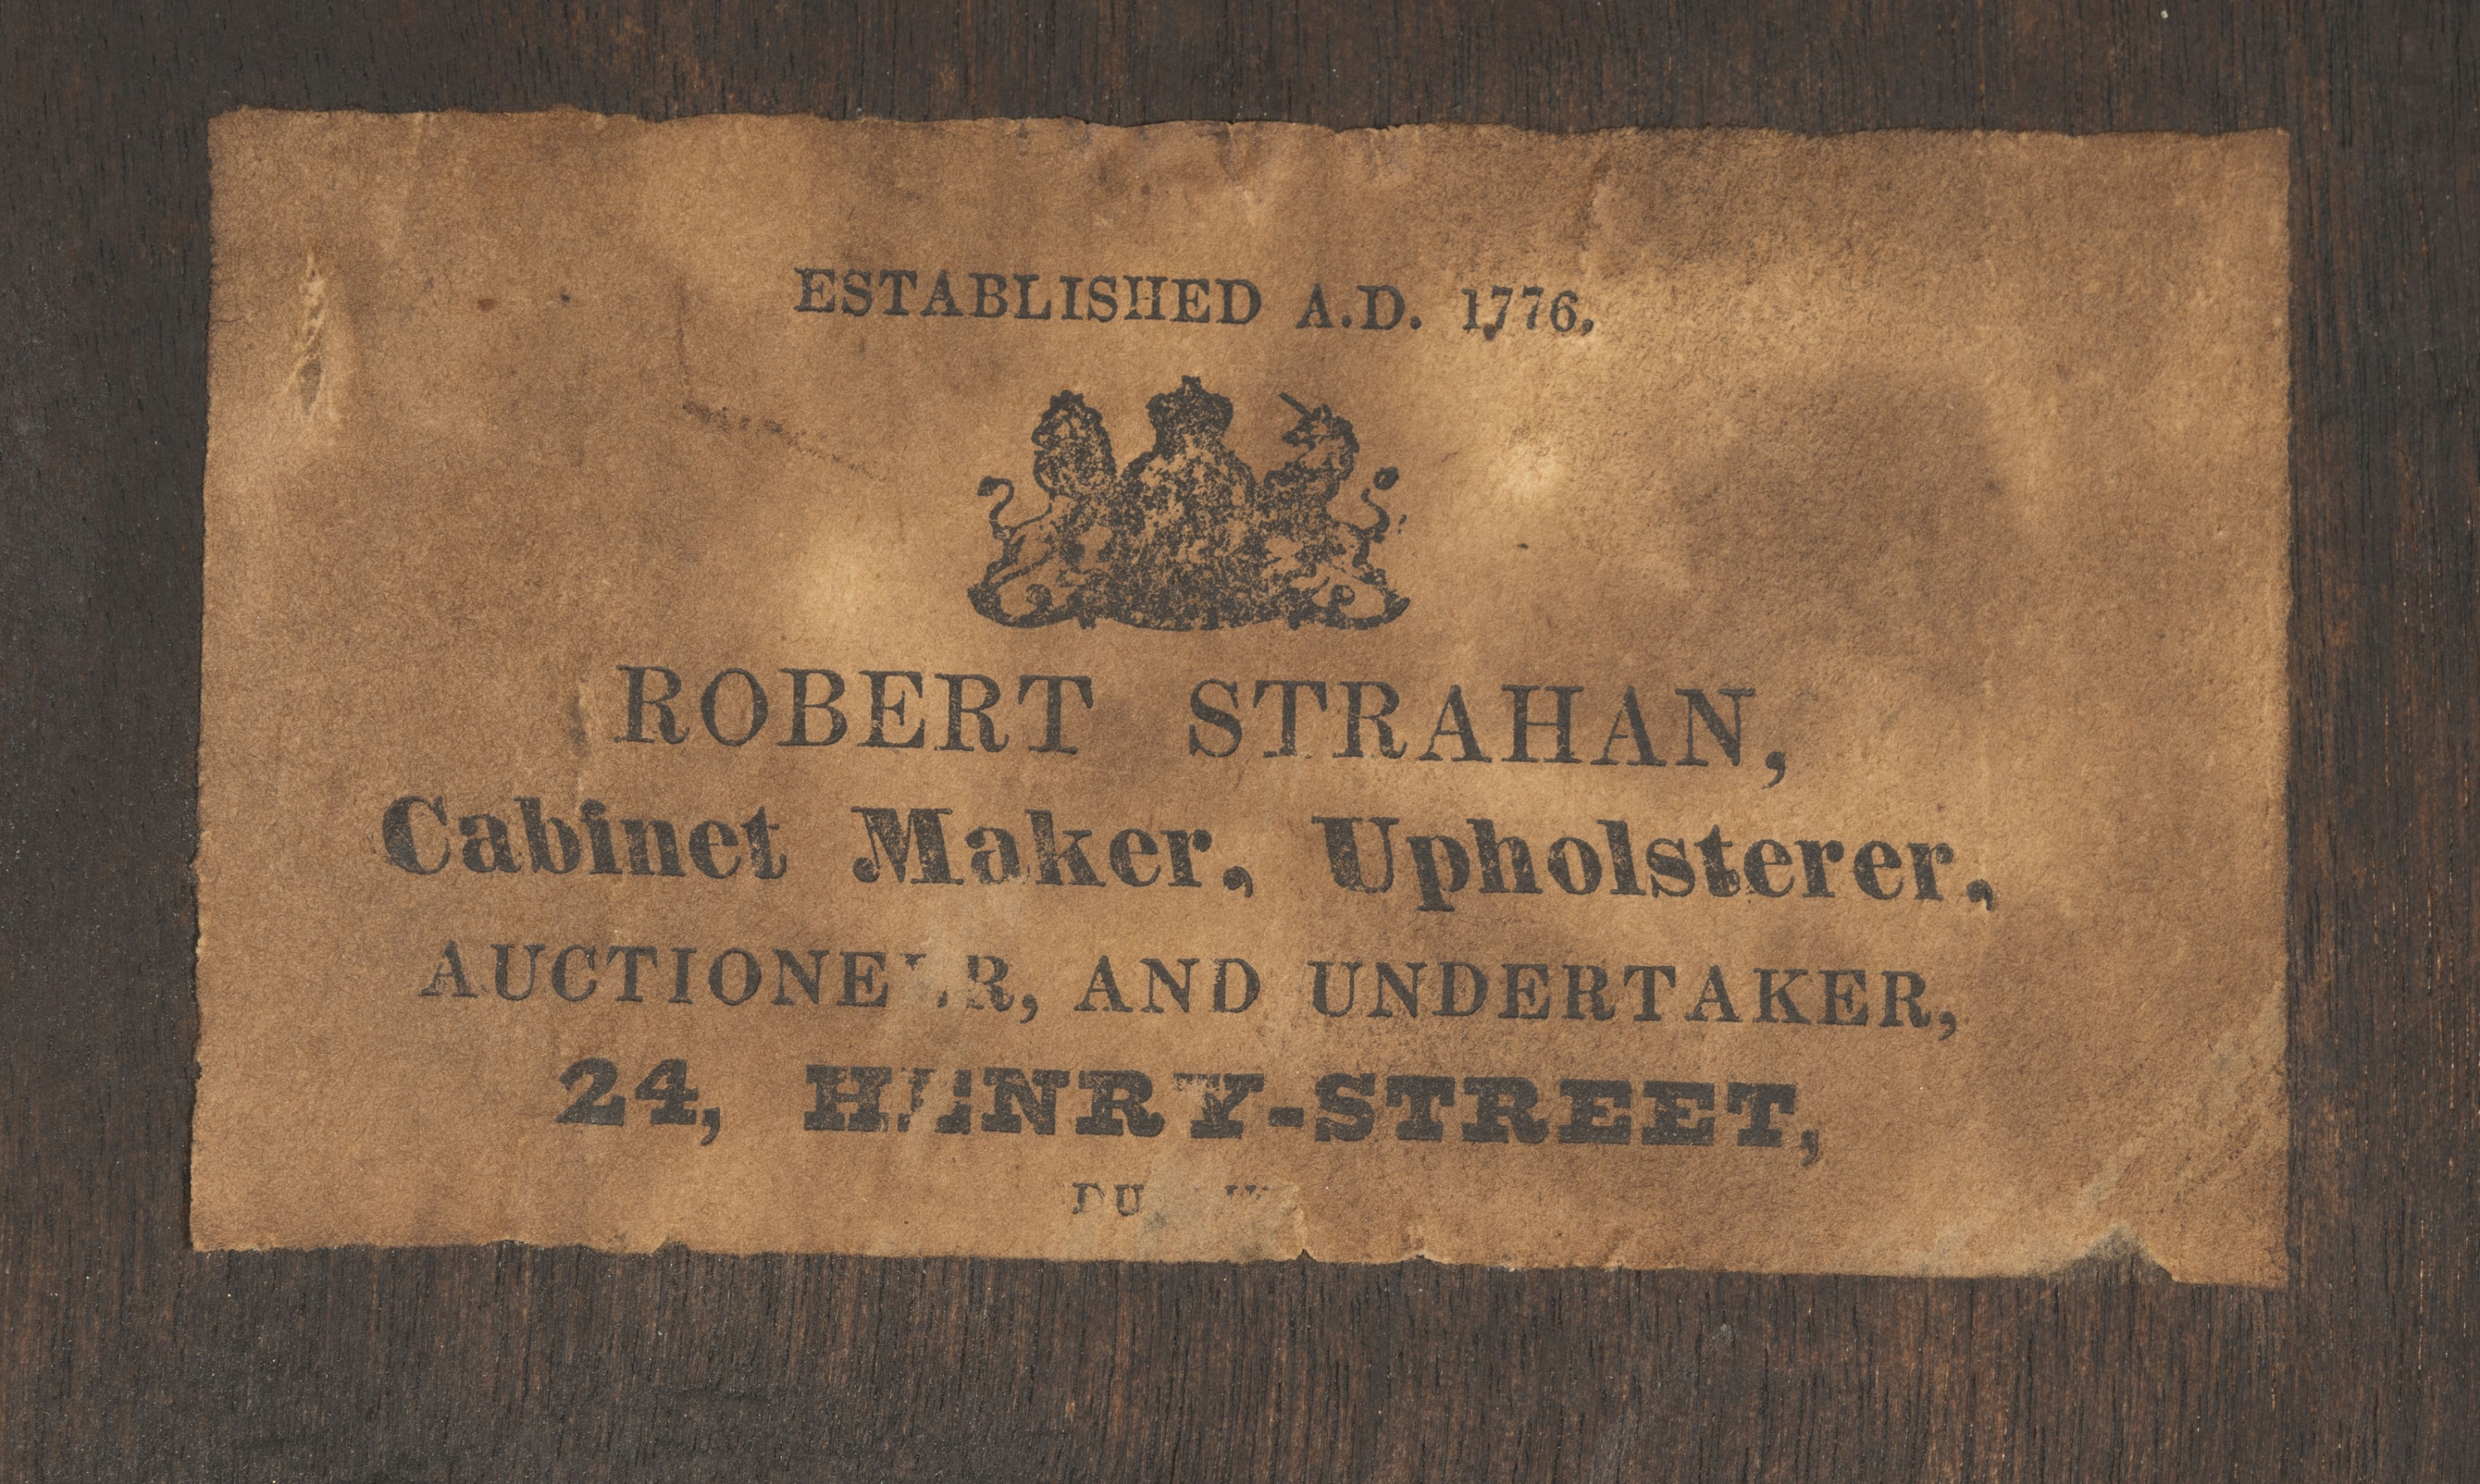 ESTABLISHED A.D. 1776.
ROBERT STRAHAN,
Cabinet Maker, Upholsterer,
AUCTIONEER, AND UNDERTAKER,
24, HENRY-STREET,